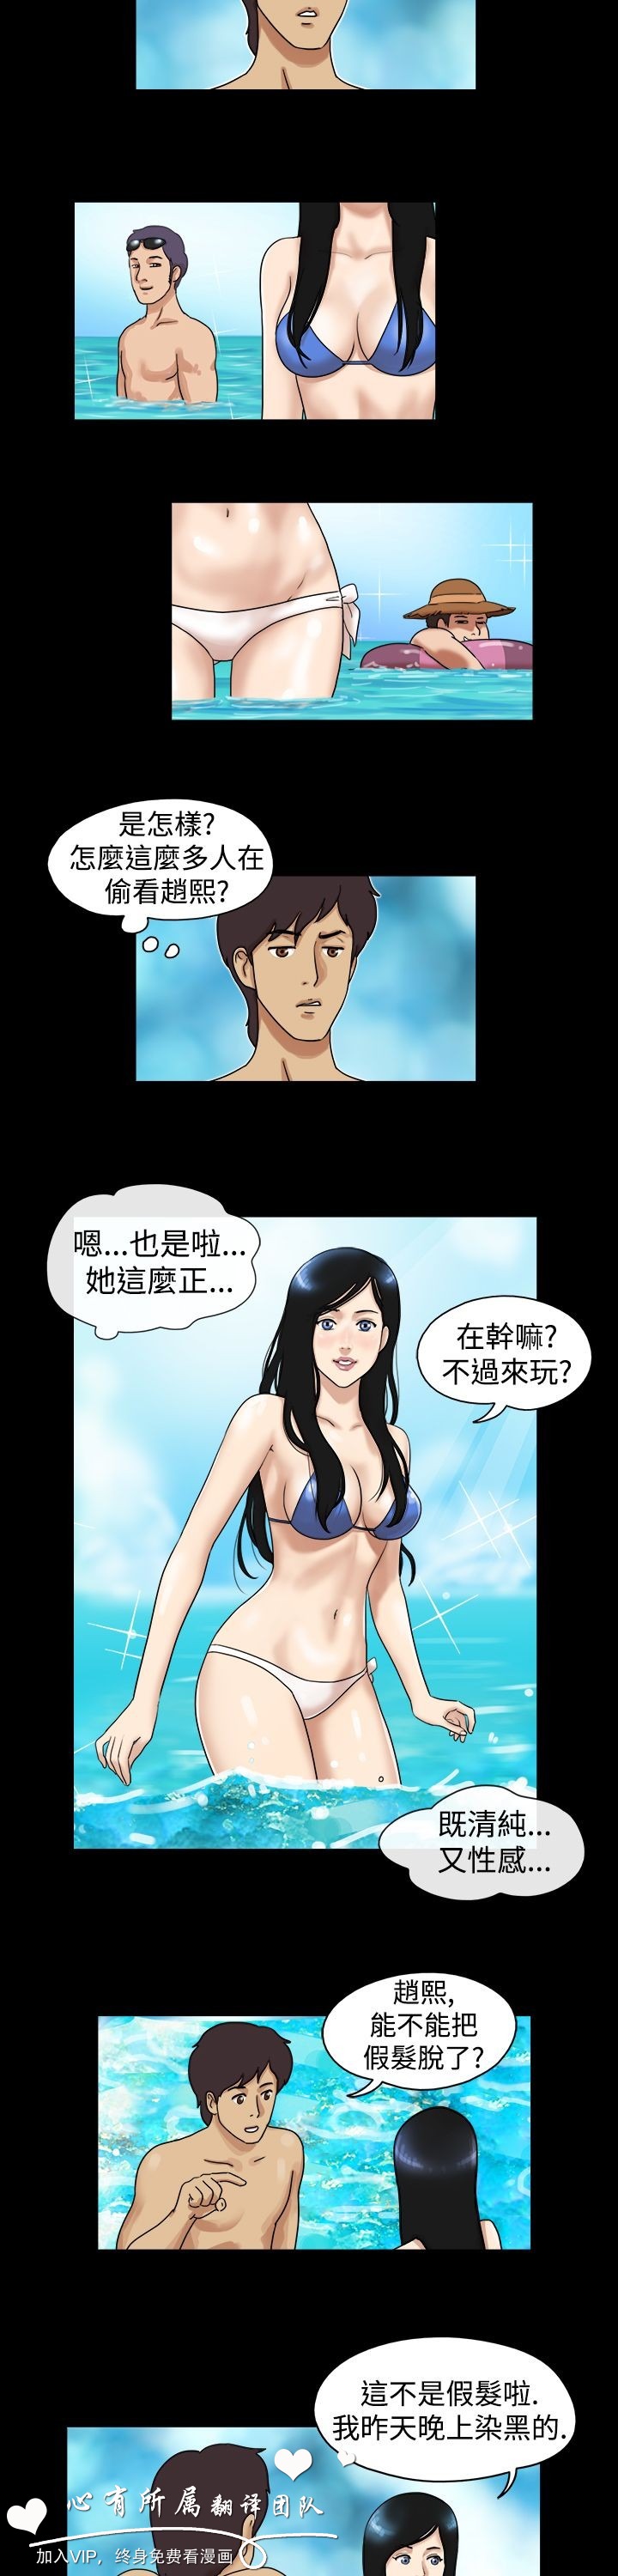 是怎樣?
怎麼這麼多人在
偷看趙熙?
嗯...也是啦...
她這麼正...
在幹嘛?
不過來玩?
既清純...
又性感...
趙熙,
能不能把
假髮脫了?
這不是假髮啦.
我昨天晚上染黑的.
心有所属翻译团队
加入VIP，终身免费看漫画